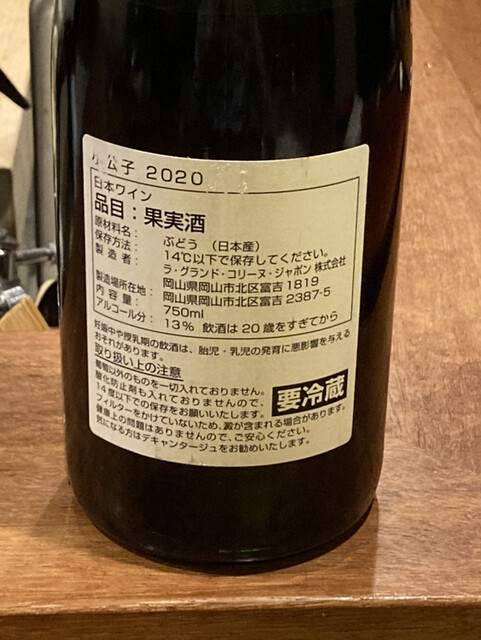 小公子 2020
日本ワイン
品目：果実酒
原材料名： ぶどう （日本産）
保存方法： 14℃以下で保存してください。
製造者： ラ・グランド・コリーヌ・ジャポン 株式会社
岡山県岡山市北区富吉 1819
製造場所在地： 岡山県岡山市北区富吉 2387-5
内容量： 750ml
アルコール分： 13％ 飲酒は20歳をすぎてから
妊娠中や授乳期の飲酒は、胎児・乳児の発育に悪影響を与える
おそれがあります。
取り扱い上の注意
葡萄以外のものを一切入れておりません。
酸化防止剤も入れておりませんので、
14度以下での保存をお願いいたします。
要冷蔵
フィルターをかけていないため、澱が含まれる場合があります。
健康上の問題はありませんので、ご安心ください。
気になる方はデキャンタージュをお勧めいたします。